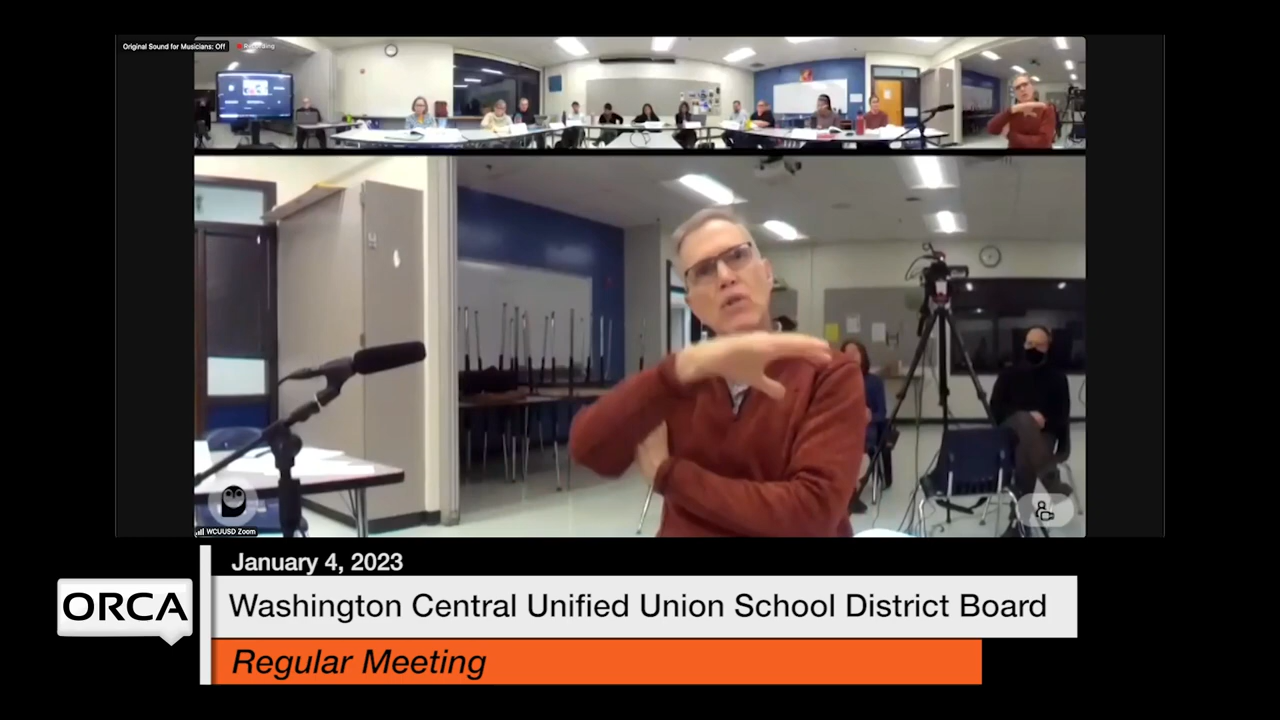 Original Sound for Musicians: Off
Recording
WCUUSD Zoom
January 4, 2023
ORCA
Washington Central Unified Union School District Board
Regular Meeting